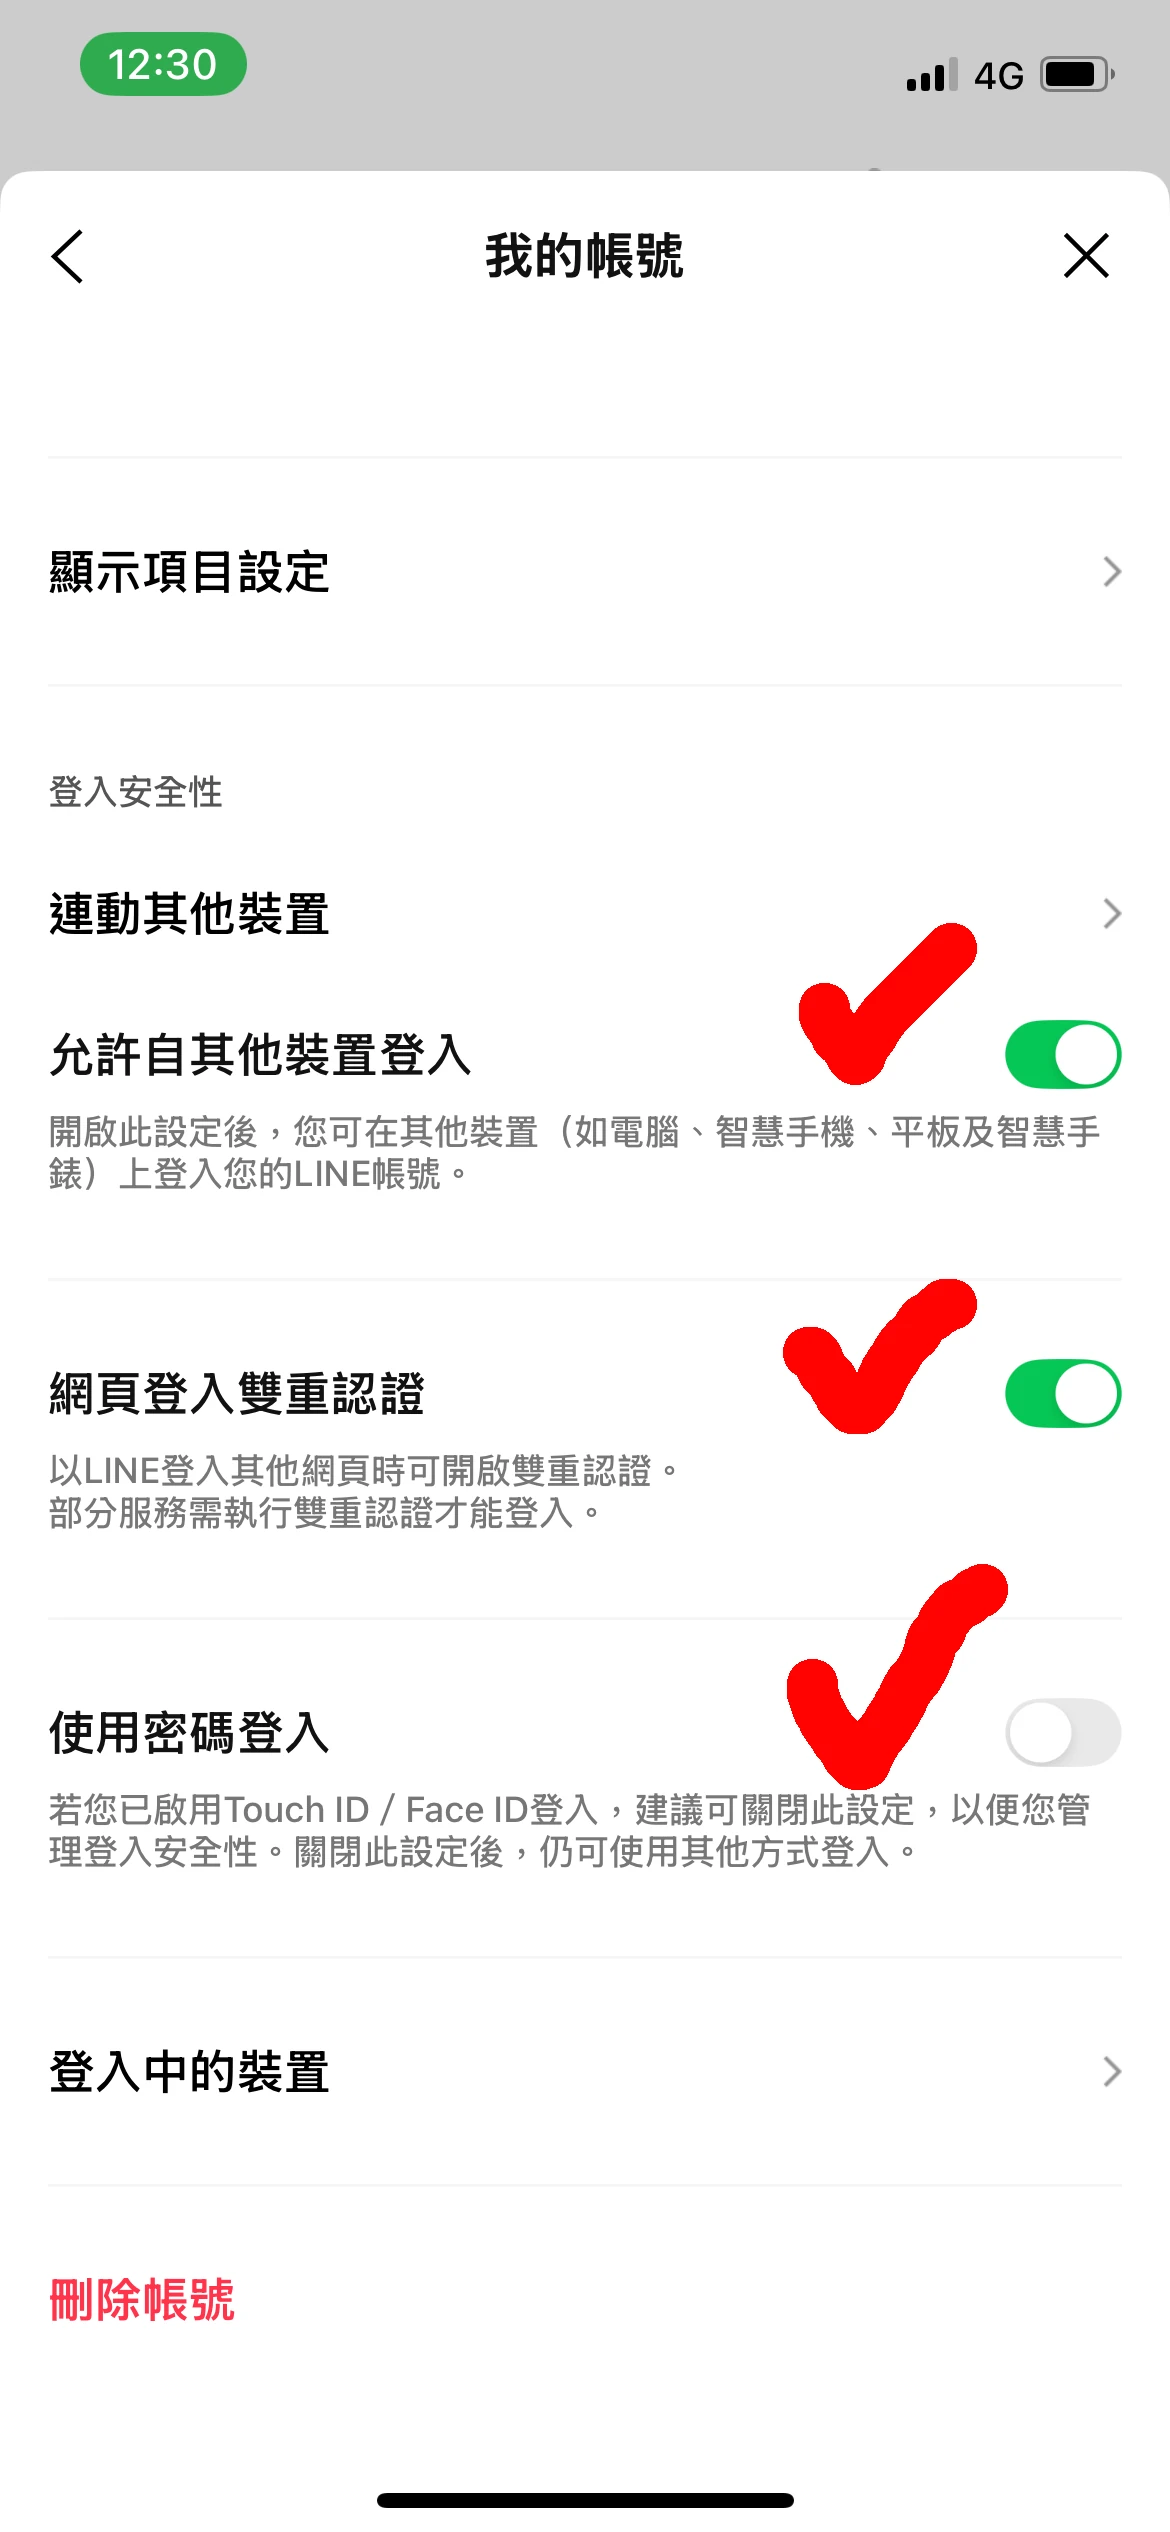 12:30
4G
我的帳號
顯示項目設定
登入安全性
連動其他裝置
允許自其他裝置登入
開啟此設定後，您可在其他裝置（如電腦、智慧手機、平板及智慧手
錶）上登入您的LINE帳號。
網頁登入雙重認證
以LINE登入其他網頁時可開啟雙重認證。
部分服務需執行雙重認證才能登入。
使用密碼登入
若您已啟用Touch ID / Face ID登入，建議可關閉此設定，以便您管
理登入安全性。關閉此設定後，仍可使用其他方式登入。
登入中的裝置
刪除帳號